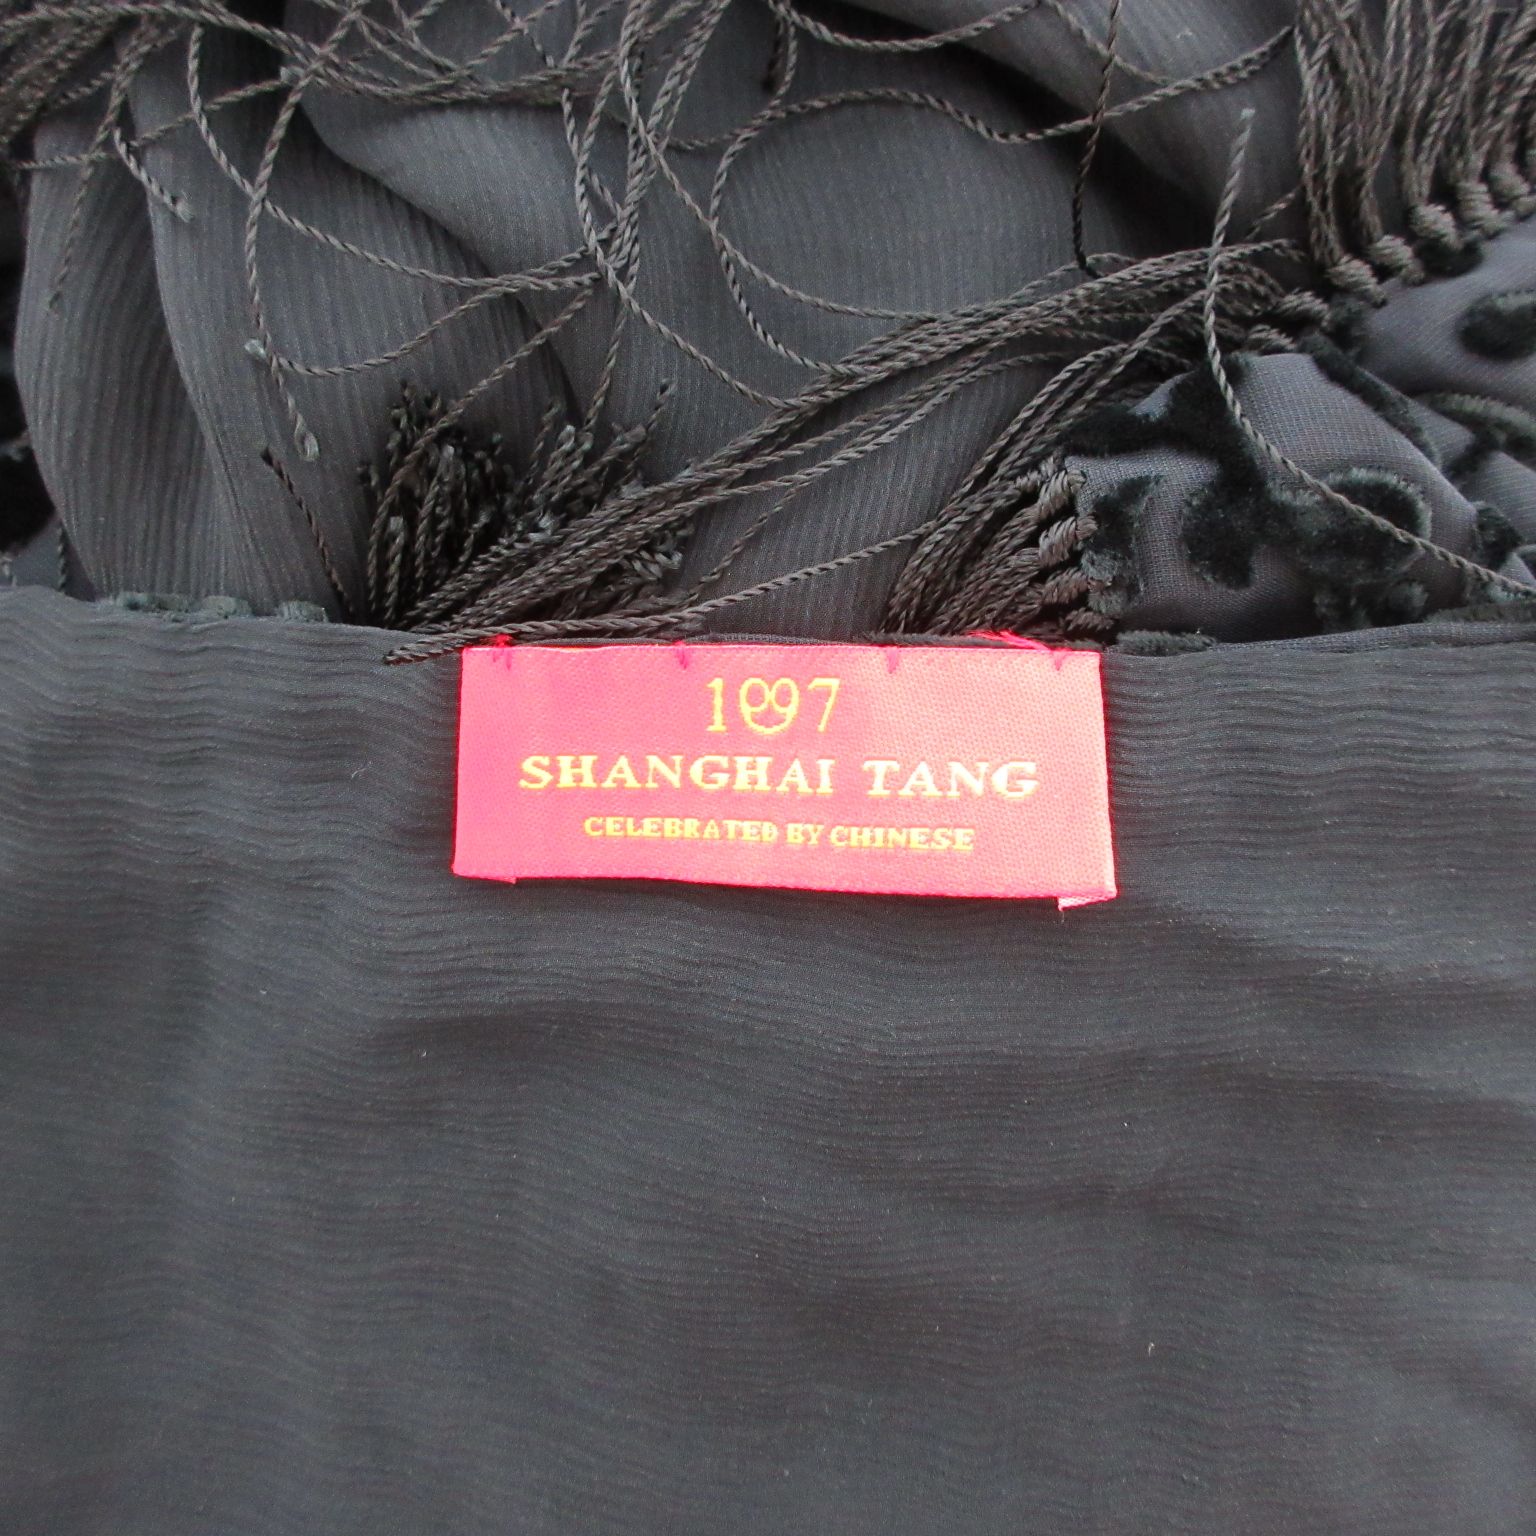 1997
SHANGHAI TANG
CELEBRATED BY CHINESE